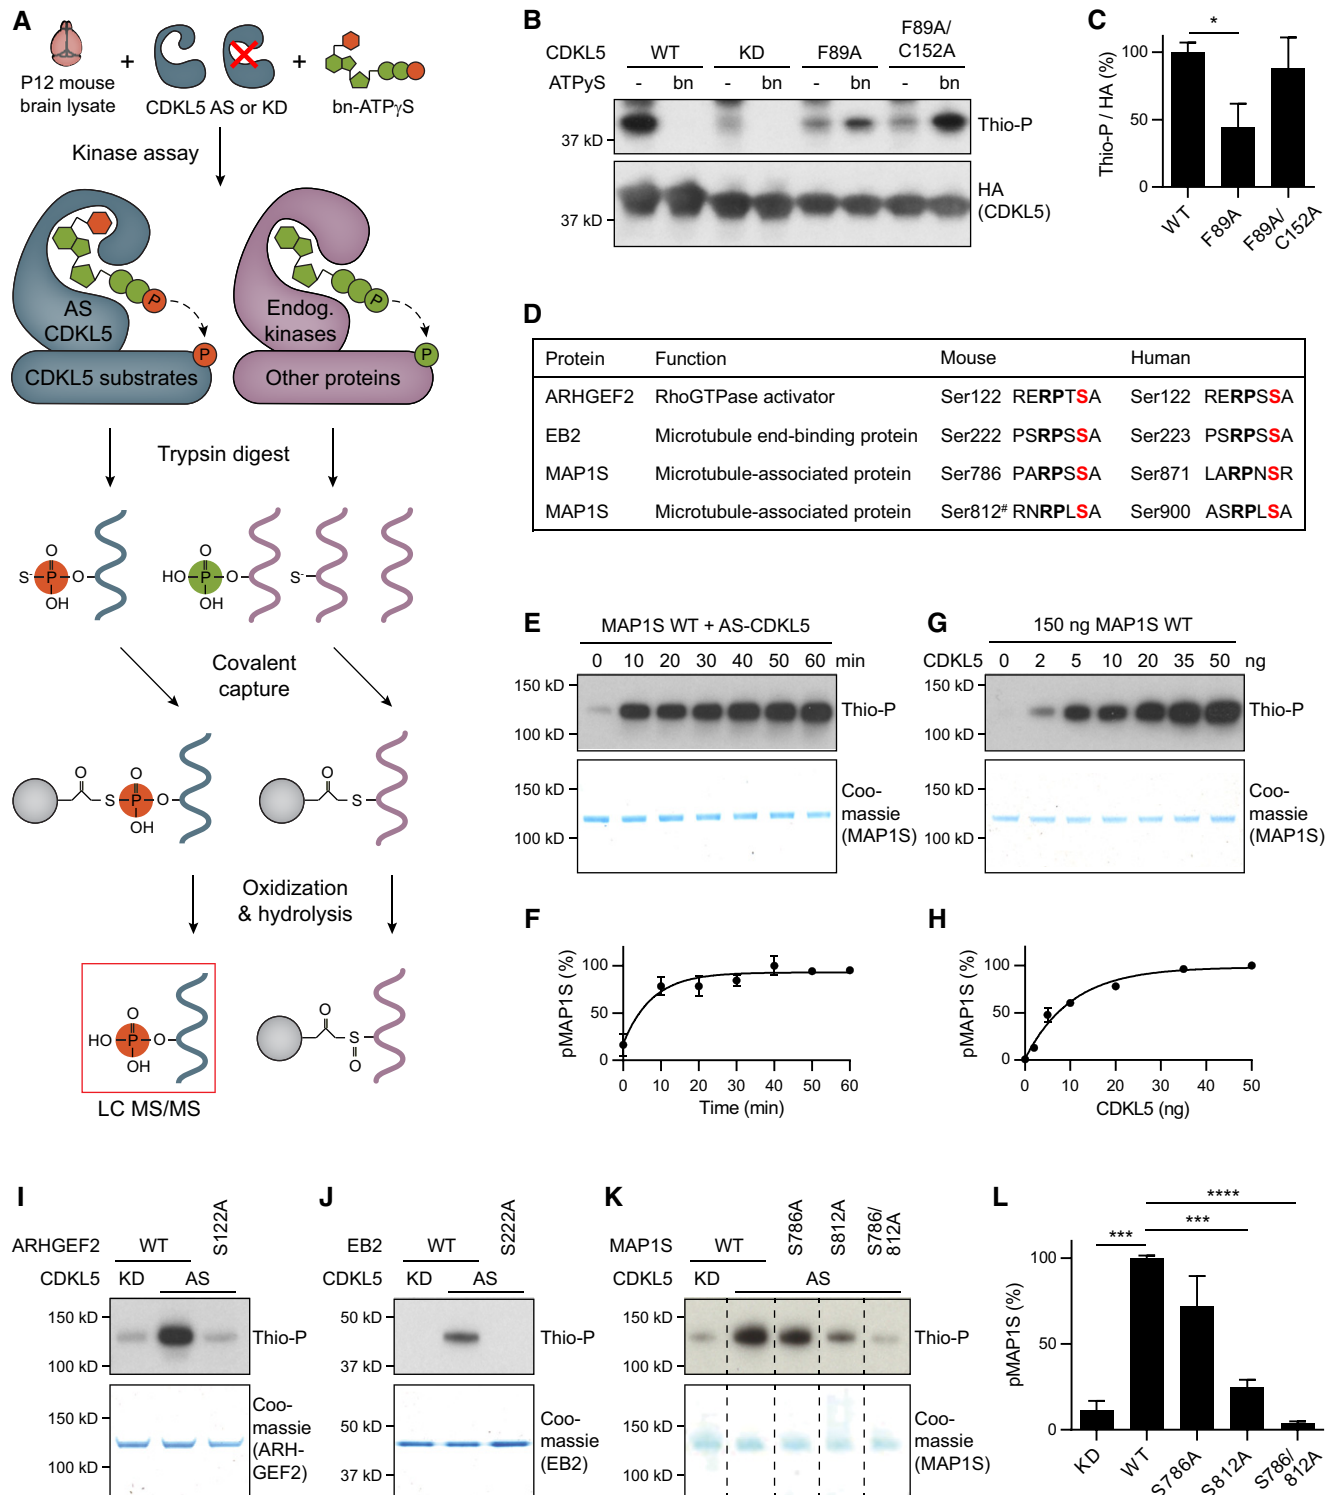 A
P12 mouse
brain lysate
+
CDKL5 AS or KD
+
bn-ATPγS
Kinase assay
AS
CDKL5
P
P
CDKL5 substrates
Endog.
kinases
P
P
Other proteins
Trypsin digest
O
S⁻ P O
OH
O
HO P O
OH
S⁻
Covalent
capture
O O
S P O
OH
O
S
Oxidization
& hydrolysis
O
HO P O
OH
LC MS/MS
O
S
O
B
CDKL5 WT KD F89A F89A/
C152A
ATPγS - bn - bn - bn - bn
37 kD
Thio-P
37 kD
HA
(CDKL5)
C
*
Thio-P / HA (%)
100
50
0
WT
F89A
F89A/
C152A
D
Protein Function Mouse Human
ARHGEF2 RhoGTPase activator Ser122 RERPTSA Ser122 RERPSSA
EB2 Microtubule end-binding protein Ser222 PSRPSSA Ser223 PSRPSSA
MAP1S Microtubule-associated protein Ser786 PARPSSA Ser871 LARPNSR
MAP1S Microtubule-associated protein Ser812# RNRPLSA Ser900 ASRPLSA
E
MAP1S WT + AS-CDKL5
0 10 20 30 40 50 60 min
150 kD
100 kD
Thio-P
150 kD
100 kD
Coo-
massie
(MAP1S)
G
150 ng MAP1S WT
CDKL5 0 2 5 10 20 35 50 ng
150 kD
100 kD
Thio-P
150 kD
100 kD
Coo-
massie
(MAP1S)
F
pMAP1S (%)
100
50
0
0 10 20 30 40 50 60
Time (min)
H
pMAP1S (%)
100
50
0
0 10 20 30 40 50
CDKL5 (ng)
I
ARHGEF2 WT S122A
CDKL5 KD AS
150 kD
100 kD
Thio-P
150 kD
100 kD
Coo-
massie
(ARH-
GEF2)
J
EB2 WT S222A
CDKL5 KD AS
50 kD
37 kD
Thio-P
50 kD
37 kD
Coo-
massie
(EB2)
K
MAP1S WT S786A S812A S786/
812A
CDKL5 KD AS
150 kD
100 kD
Thio-P
150 kD
100 kD
Coo-
massie
(MAP1S)
L
****
***
***
pMAP1S (%)
100
50
0
KD
WT
S786A
S812A
S786/
812A